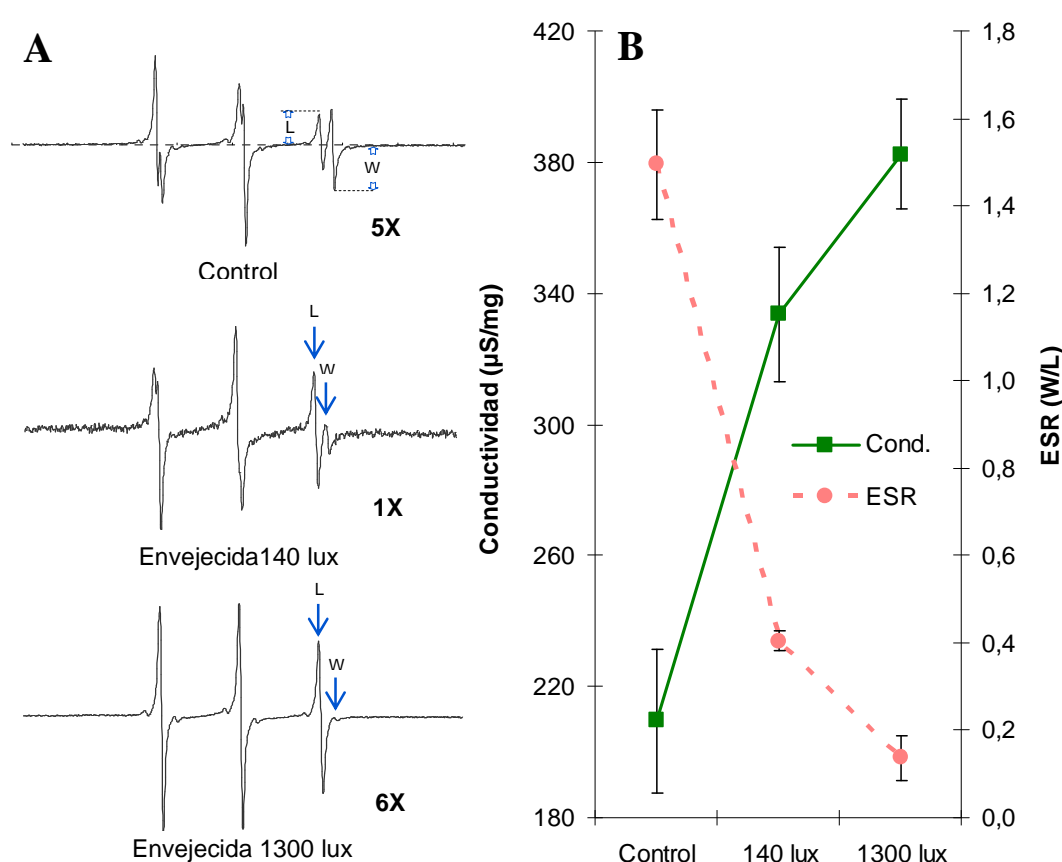 A
L
W
5X
Control
L
W
1X
Envejecida140 lux
L
W
6X
Envejecida 1300 lux
B
Conductividad (µS/mg)
420
380
340
300
260
220
180
Cond.
ESR
1,8
1,6
1,4
1,2
1,0
0,8
0,6
0,4
0,2
0,0
ESR (W/L)
Control
140 lux
1300 lux